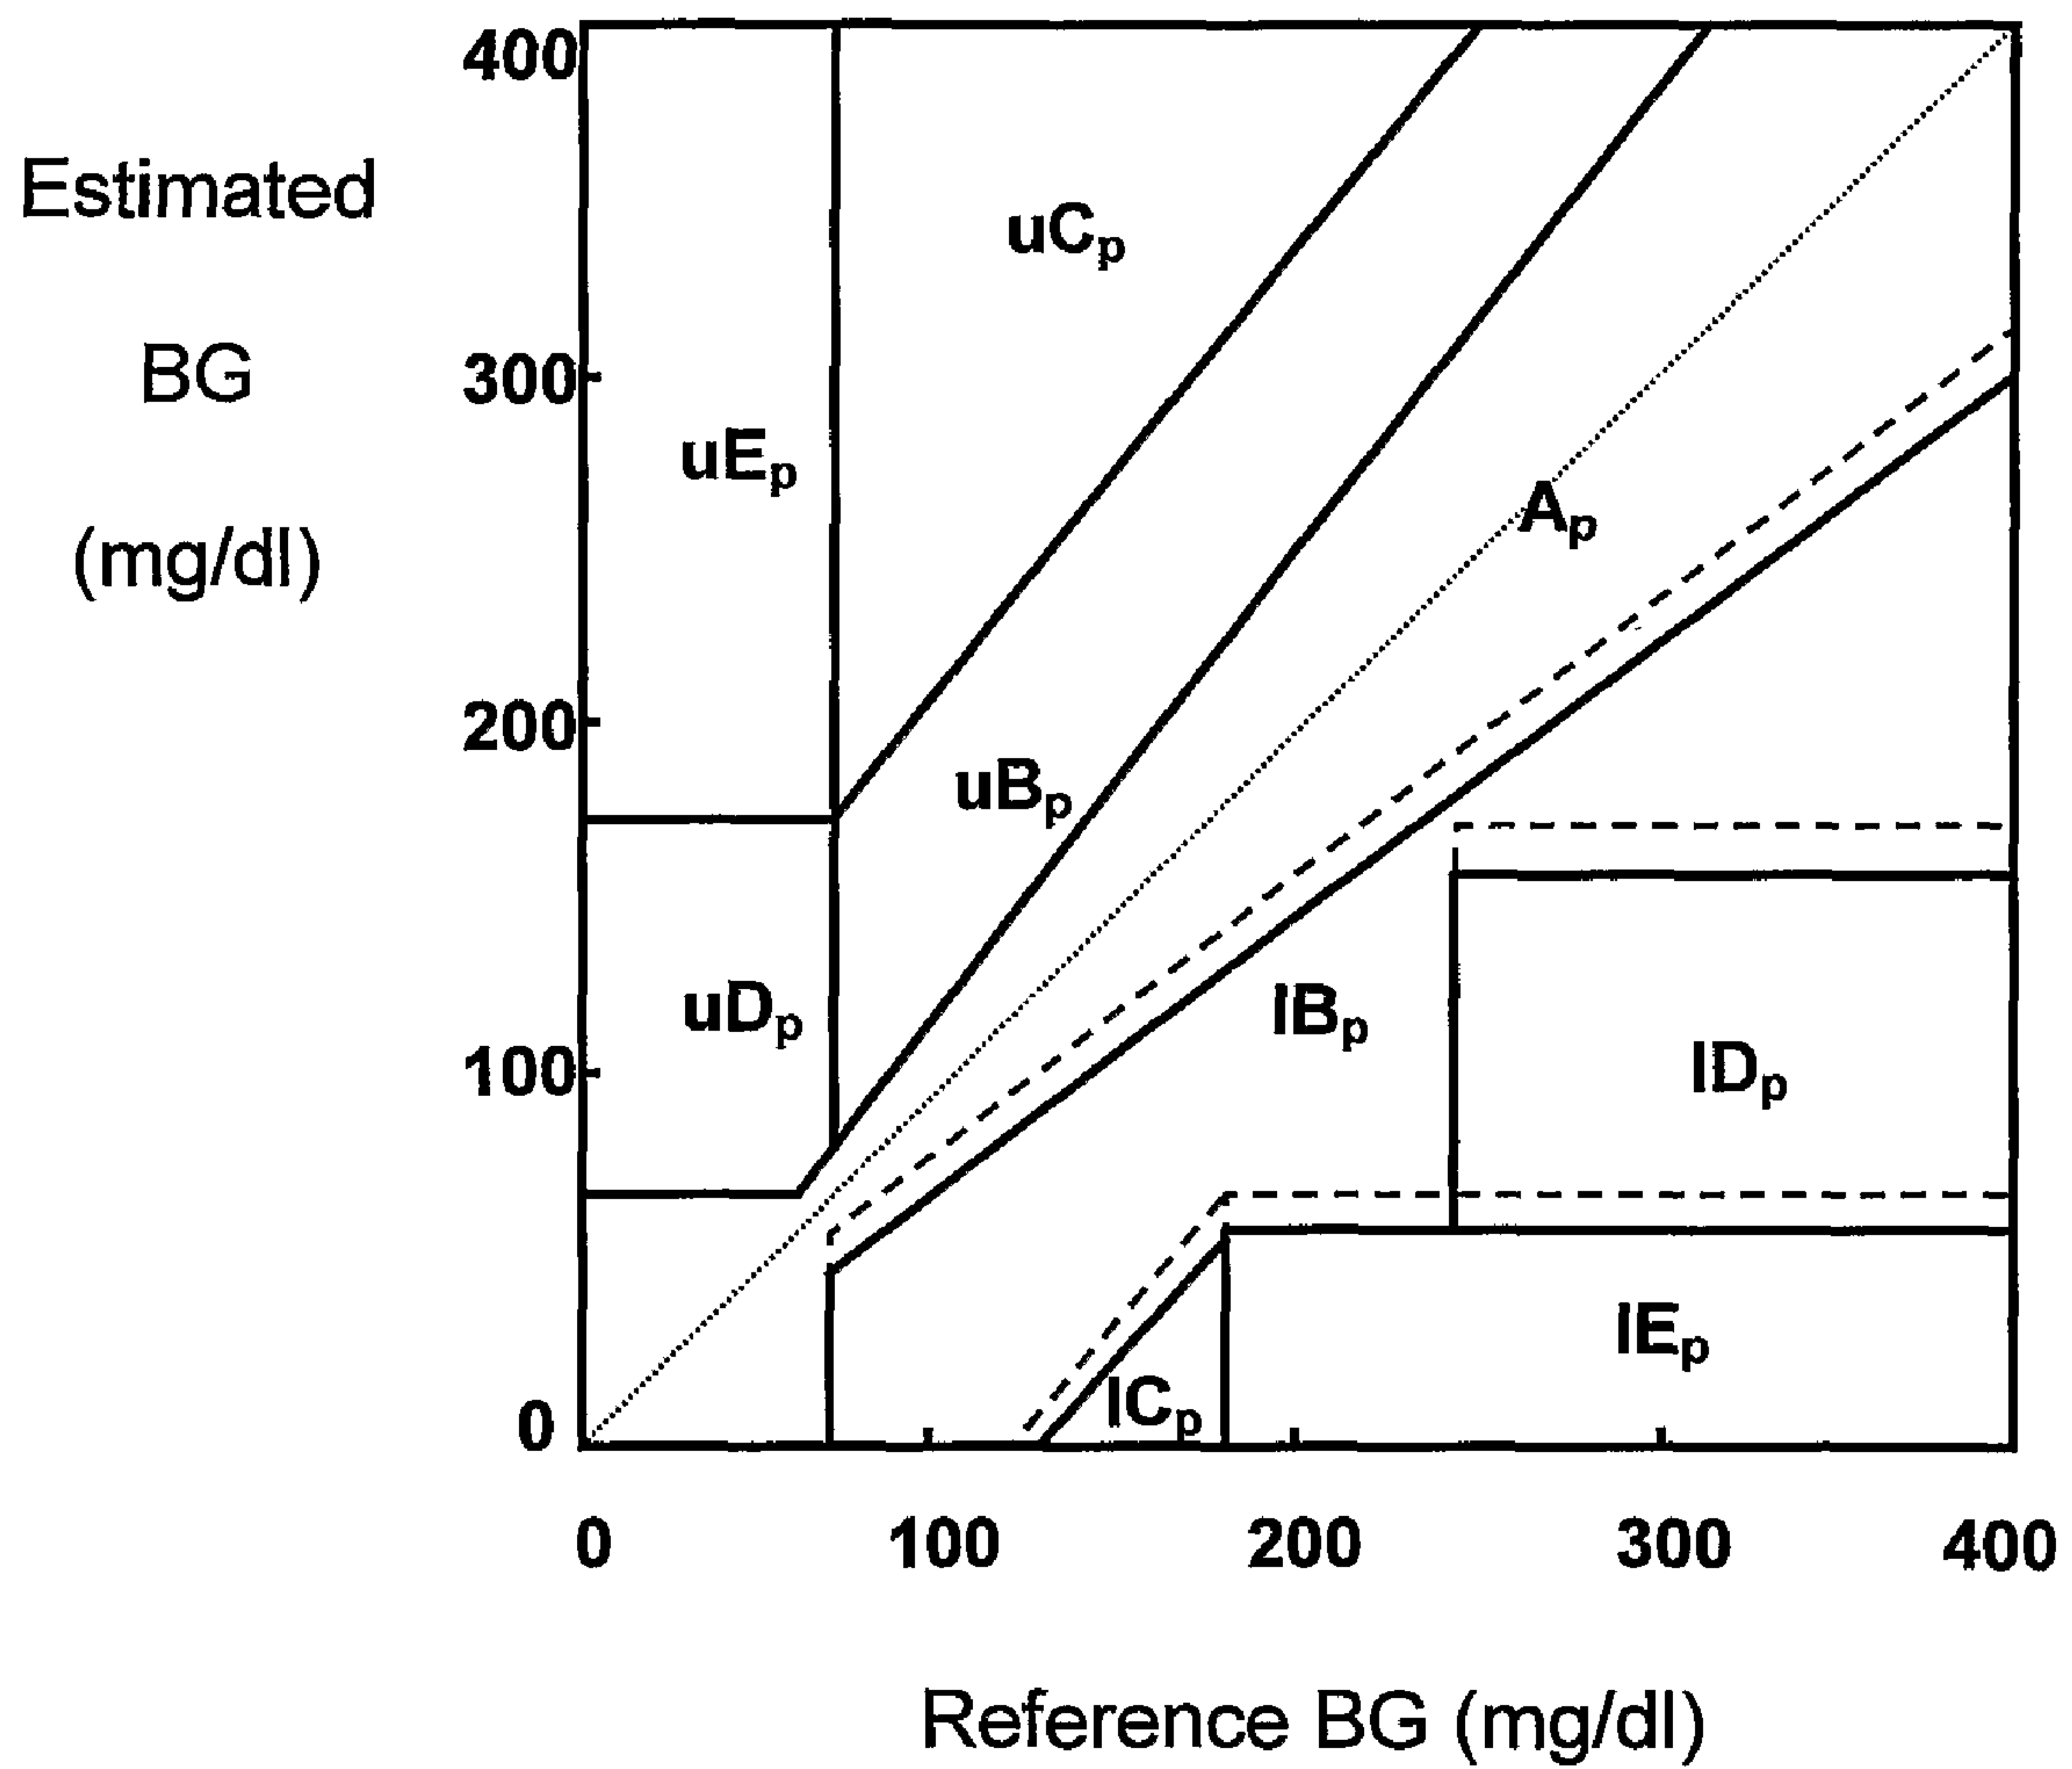 400
Estimated
uCp
BG
300
uEp
Ap
(mg/dl)
200
uBp
uDp
lBp
100
lDp
lEp
lCp
0
0 100 200 300 400
Reference BG (mg/dl)